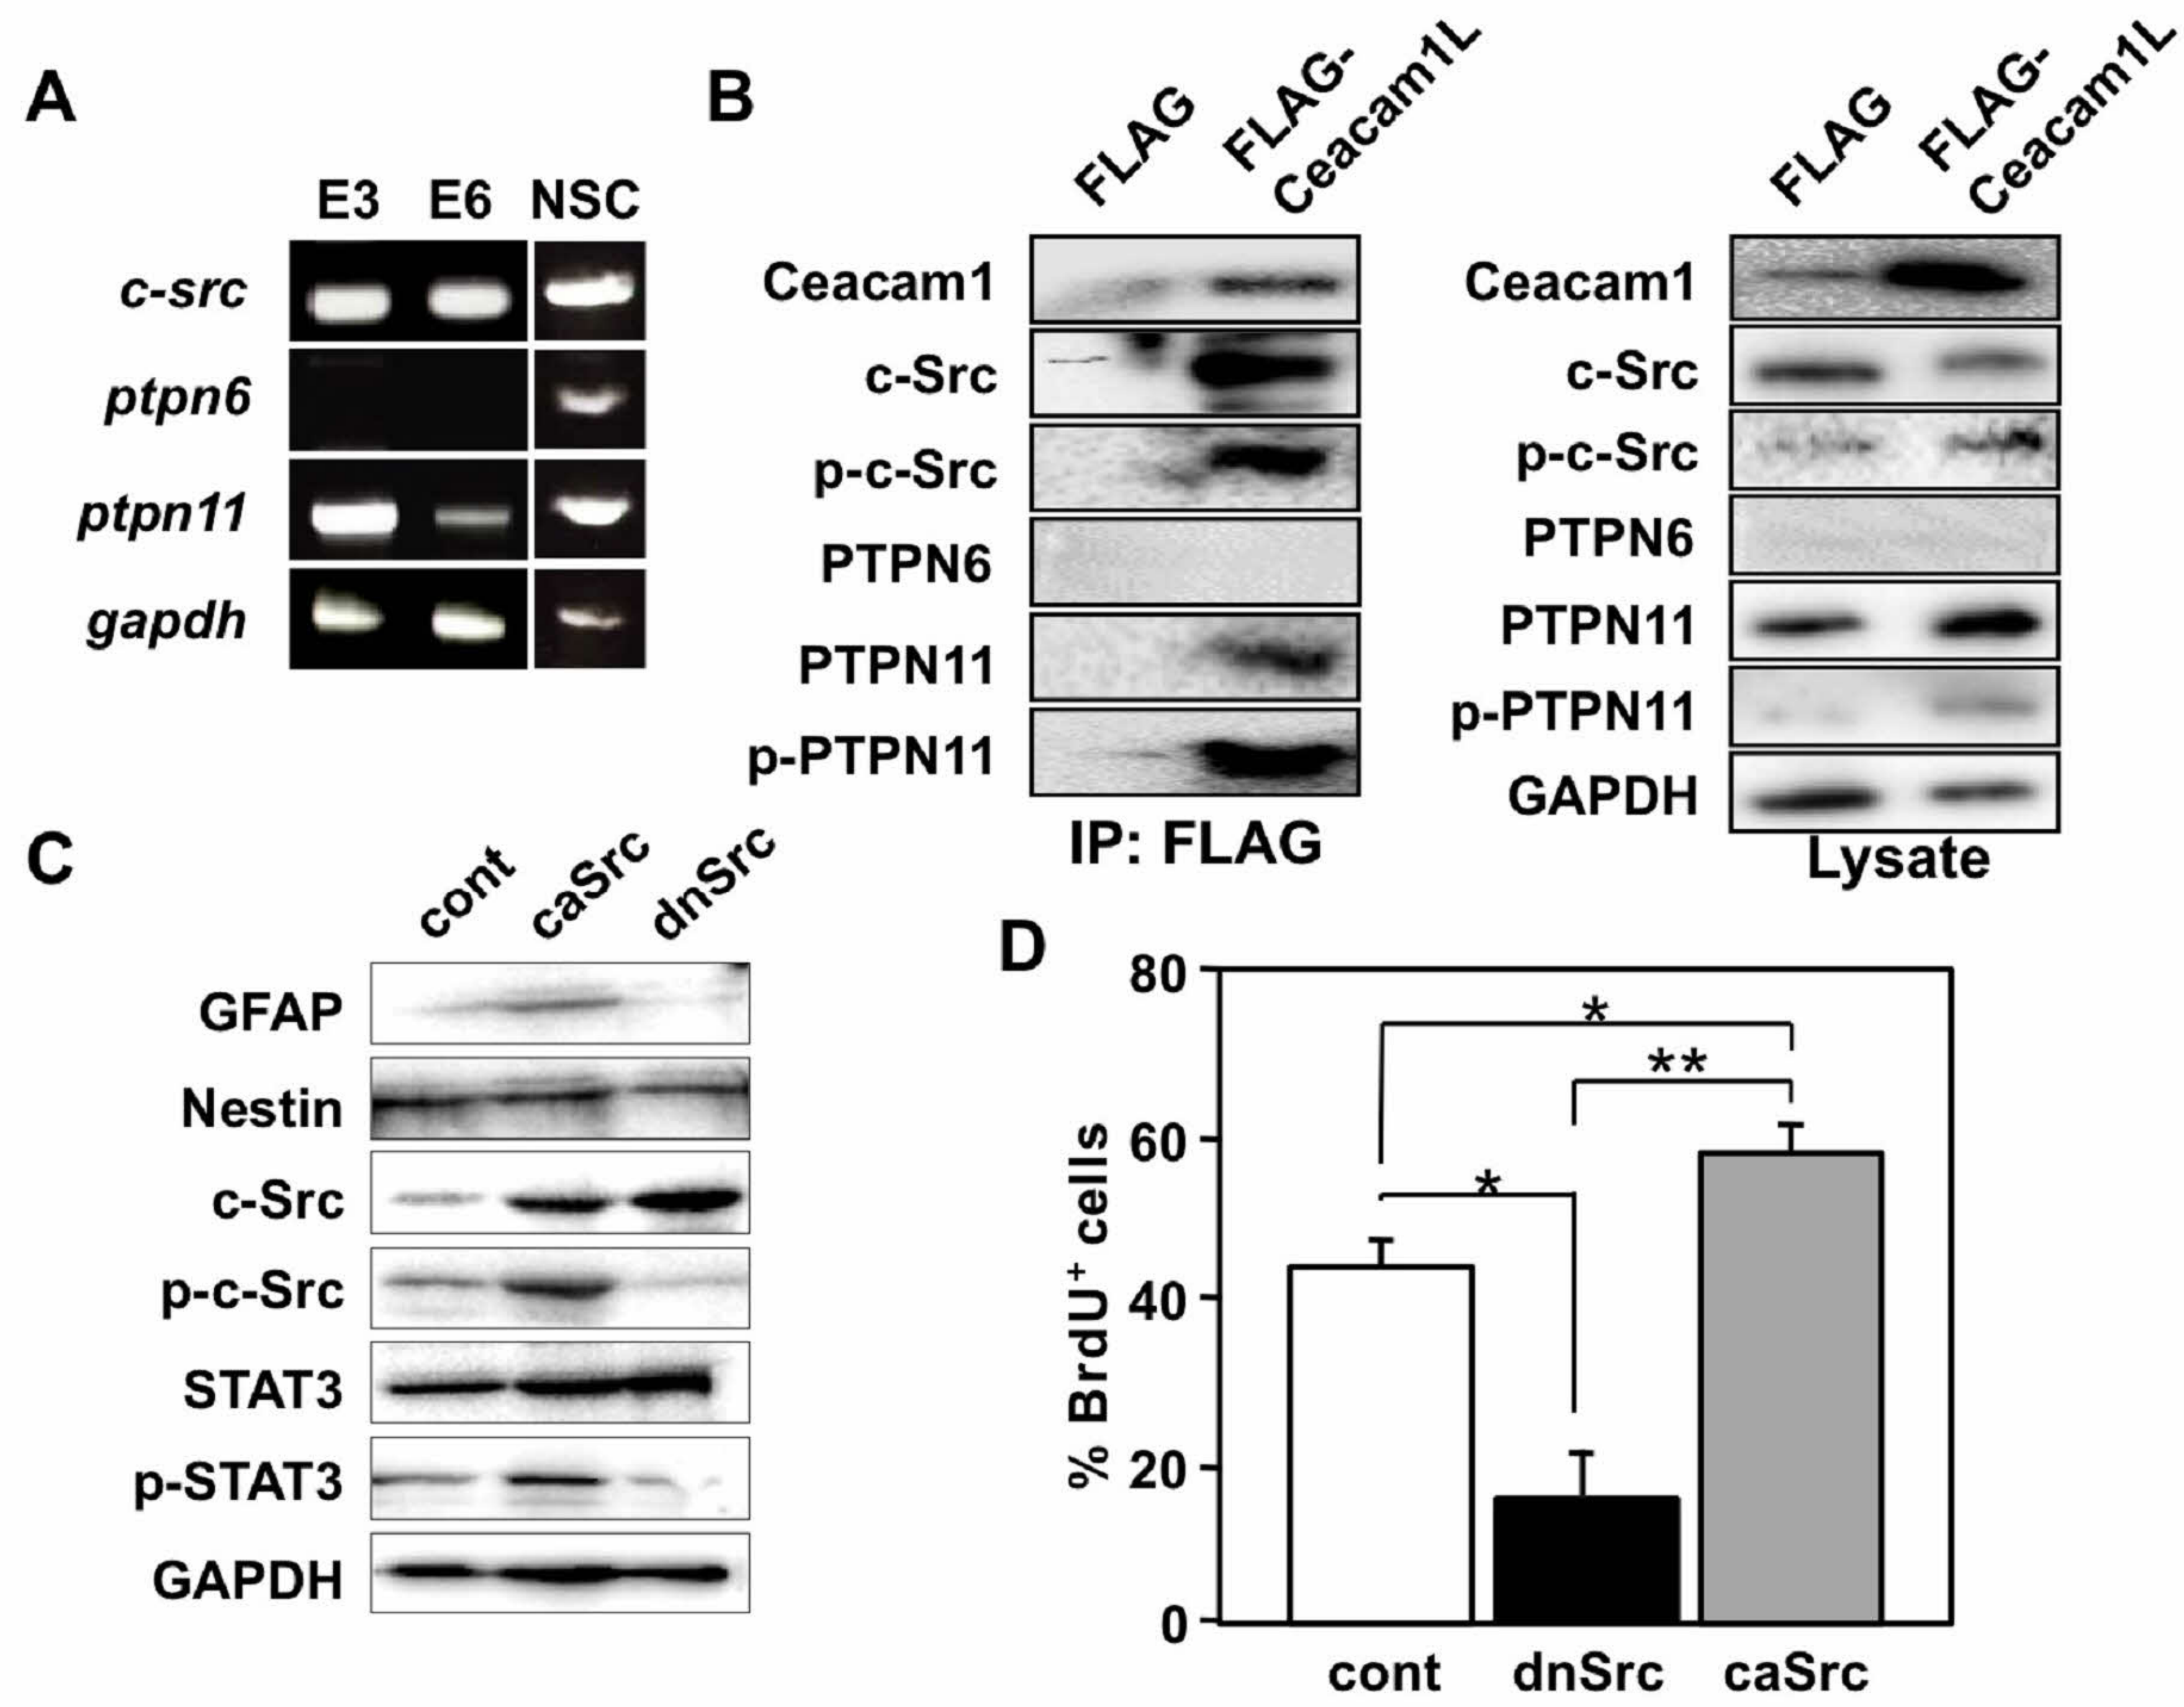 A
E3 E6 NSC
c-src
ptpn6
ptpn11
gapdh
B
FLAG
FLAG-
Ceacam1L
Ceacam1
c-Src
p-c-Src
PTPN6
PTPN11
p-PTPN11
IP: FLAG
FLAG
FLAG-
Ceacam1L
Ceacam1
c-Src
p-c-Src
PTPN6
PTPN11
p-PTPN11
GAPDH
Lysate
C
cont
caSrc
dnSrc
GFAP
Nestin
c-Src
p-c-Src
STAT3
p-STAT3
GAPDH
D
% BrdU⁺ cells
80
60
40
20
0
*
**
*
cont dnSrc caSrc